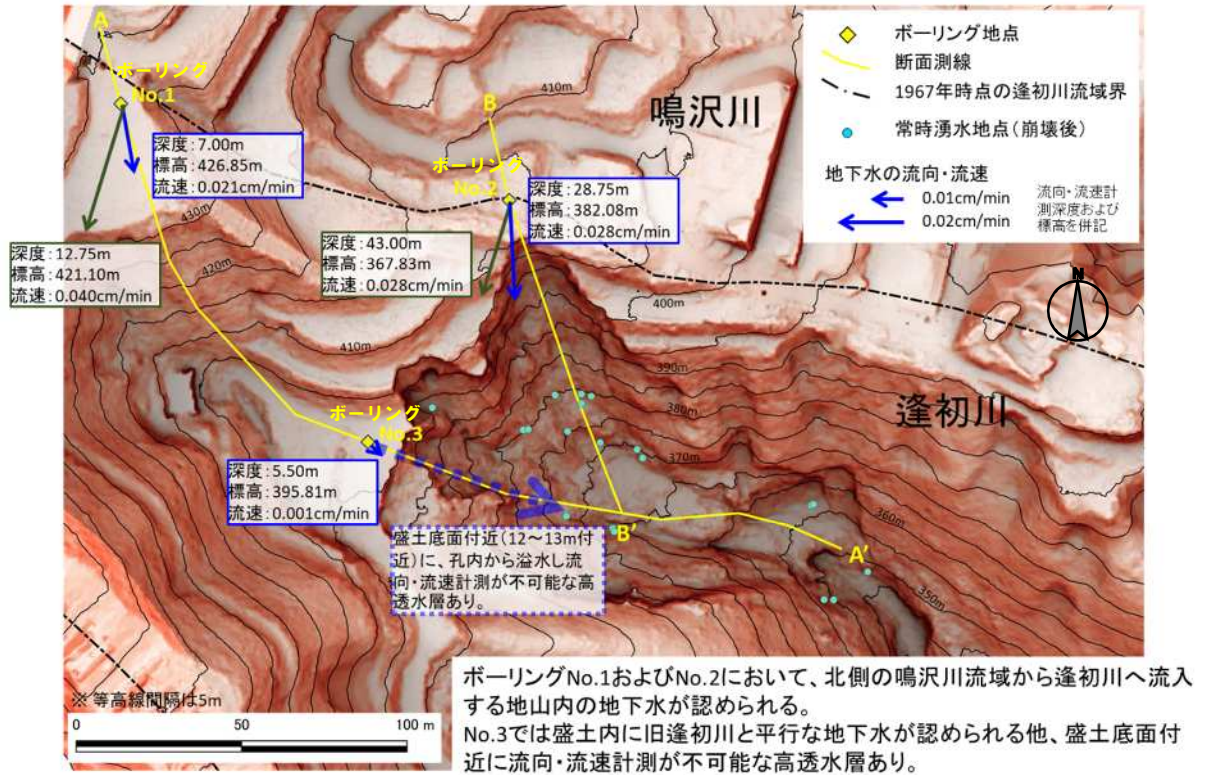 A
ボーリング
No.1
深度：7.00m
標高：426.85m
流速：0.021cm/min
深度：12.75m
標高：421.10m
流速：0.040cm/min
430m
420m
410m
B
410m
鳴沢川
ボーリング
No.2
深度：28.75m
標高：382.08m
流速：0.028cm/min
深度：43.00m
標高：367.83m
流速：0.028cm/min
ボーリング地点
断面測線
1967年時点の逢初川流域界
常時湧水地点（崩壊後）
地下水の流向・流速
0.01cm/min
0.02cm/min
流向・流速計
測深度および
標高を併記
N
400m
390m
380m
370m
360m
350m
逢初川
ボーリング
No.3
深度：5.50m
標高：395.81m
流速：0.001cm/min
盛土底面付近（12～13m付
近）に、孔内から溢水し流
向・流速計測が不可能な高
透水層あり。
B’
A’
※ 等高線間隔は5m
0 50 100 m
ボーリングNo.1およびNo.2において、北側の鳴沢川流域から逢初川へ流入
する地山内の地下水が認められる。
No.3では盛土内に旧逢初川と平行な地下水が認められる他、盛土底面付
近に流向・流速計測が不可能な高透水層あり。